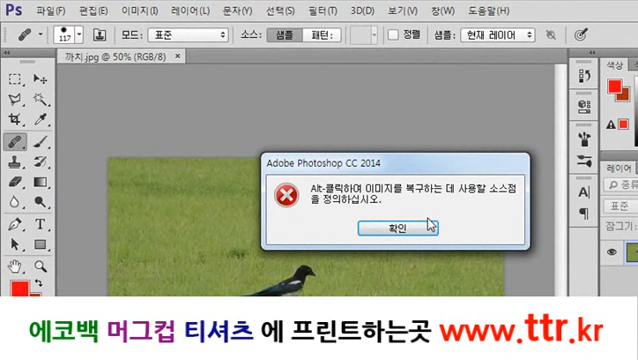 Ps 파일(F) 편집(E) 이미지(I) 레이어(L) 문자(Y) 선택(S) 필터(T) 3D(D) 보기(V) 창(W) 도움말(H)
117 모드: 표준 소스: 샘플 패턴: 정렬 샘플: 현재 레이어
까치.jpg @ 50% (RGB/8) ×
색상
Adobe Photoshop CC 2014
Alt-클릭하여 이미지를 복구하는 데 사용할 소스점
을 정의하십시오.
확인
레이어
종류
잠그기:
에코백 머그컵 티셔츠 에 프린트하는곳 www.ttr.kr